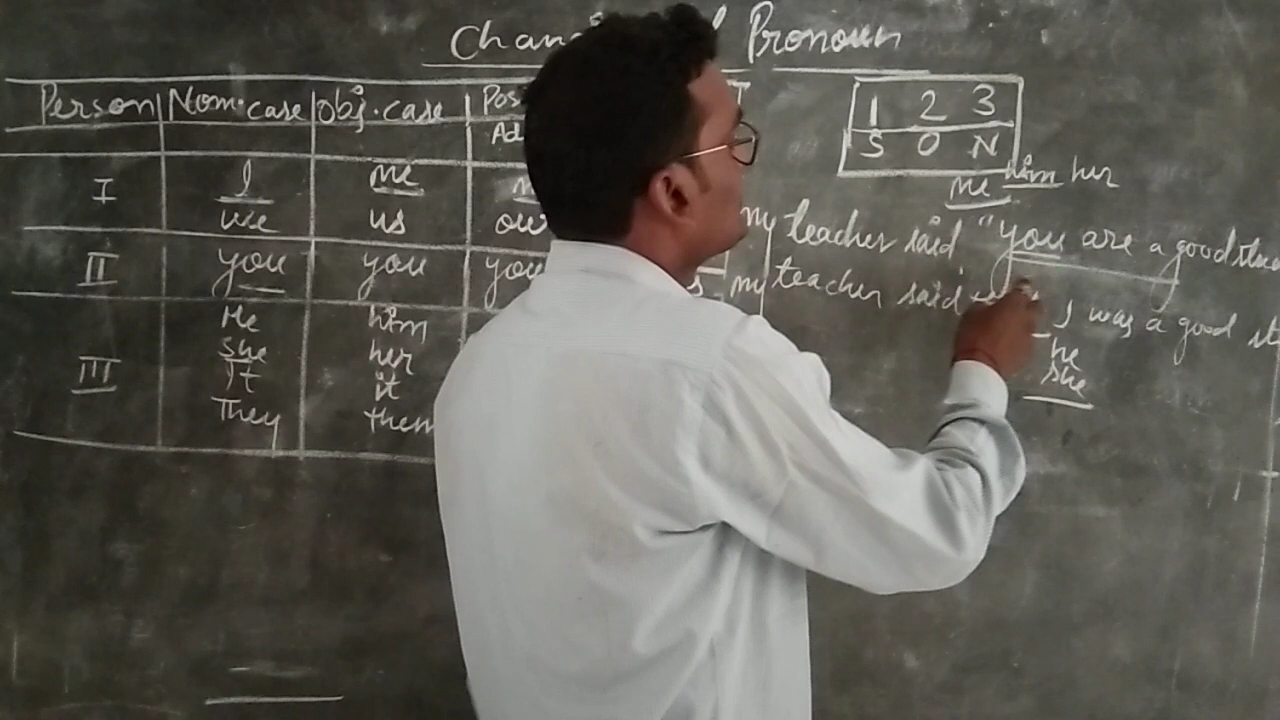 Chan Pronoun
Person Nom. case Obj. case Pos
Ad
I I me
we us our
II you you you s
He him
she her
III It it
They them
1 2 3
S O N
me him her
my teacher said, "you are a good
my teacher said I was a good
he
she